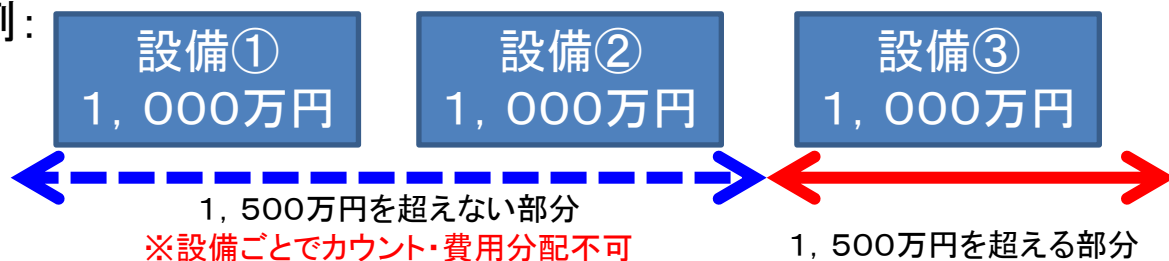 例：
設備①
１，０００万円
設備②
１，０００万円
設備③
１，０００万円
１，５００万円を超えない部分
※設備ごとでカウント・費用分配不可
１，５００万円を超える部分